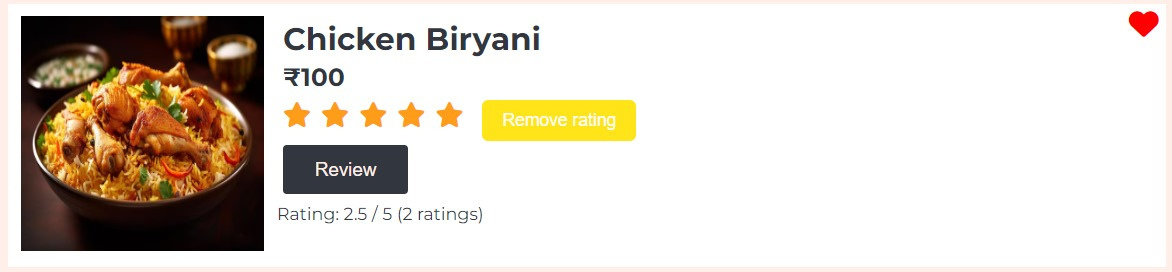 Chicken Biryani
₹100
Remove rating
Review
Rating: 2.5 / 5 (2 ratings)